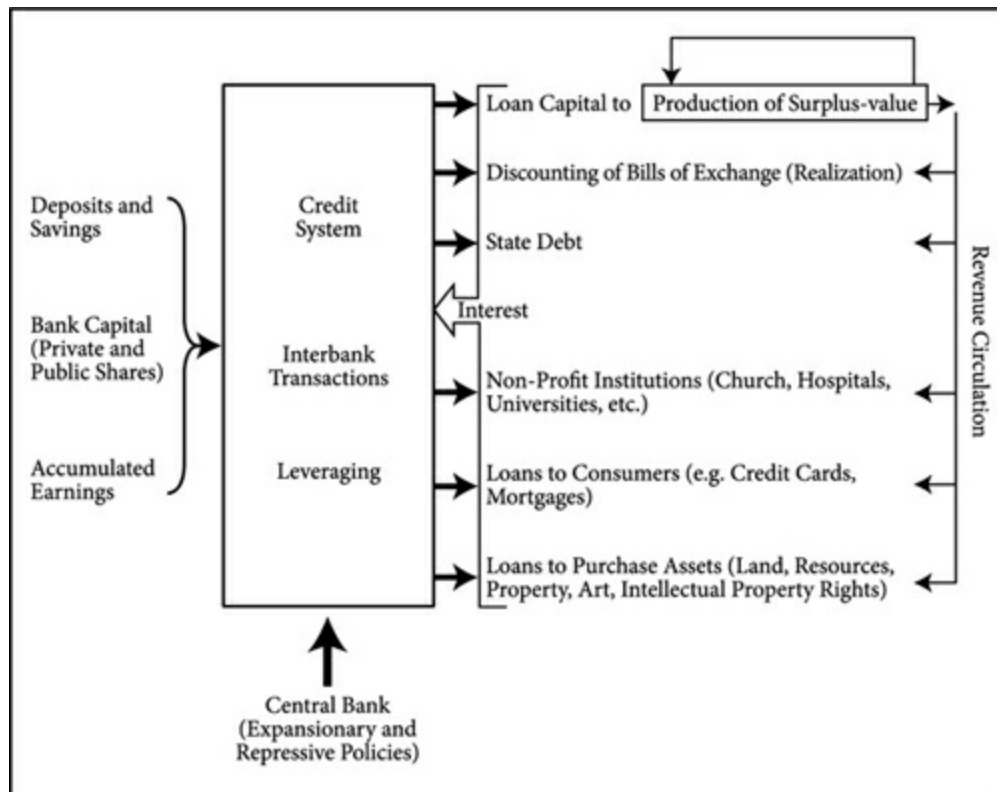 Deposits and
Savings
Bank Capital
(Private and
Public Shares)
Accumulated
Earnings
Credit
System
Interbank
Transactions
Leveraging
Central Bank
(Expansionary and
Repressive Policies)
Loan Capital to
Production of Surplus-value
Discounting of Bills of Exchange (Realization)
State Debt
Interest
Non-Profit Institutions (Church, Hospitals,
Universities, etc.)
Loans to Consumers (e.g. Credit Cards,
Mortgages)
Loans to Purchase Assets (Land, Resources,
Property, Art, Intellectual Property Rights)
Revenue Circulation